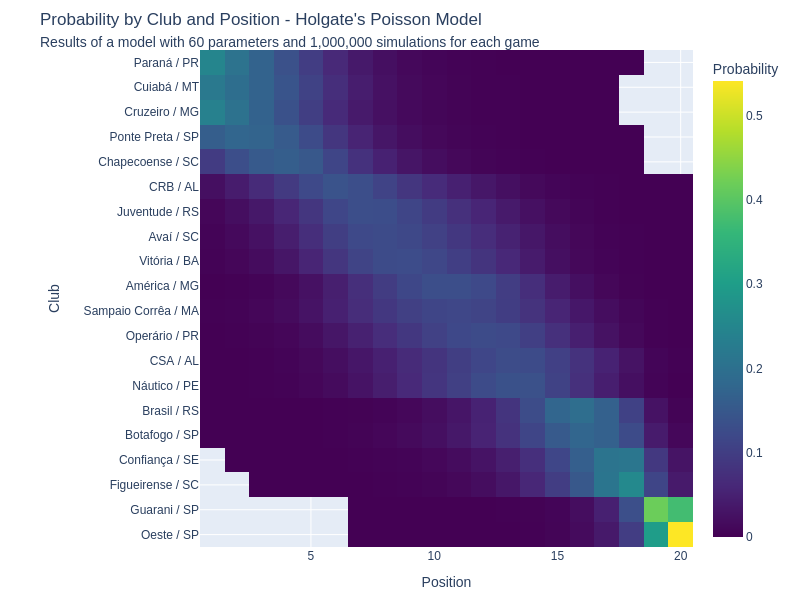 Probability by Club and Position - Holgate's Poisson Model
Results of a model with 60 parameters and 1,000,000 simulations for each game
Probability
Paraná / PR
Cuiabá / MT
Cruzeiro / MG
Ponte Preta / SP
Chapecoense / SC
CRB / AL
Juventude / RS
Avaí / SC
Vitória / BA
América / MG
Sampaio Corrêa / MA
Operário / PR
CSA / AL
Náutico / PE
Brasil / RS
Botafogo / SP
Confiança / SE
Figueirense / SC
Guarani / SP
Oeste / SP
Club
5
10
15
20
Position
0.5
0.4
0.3
0.2
0.1
0